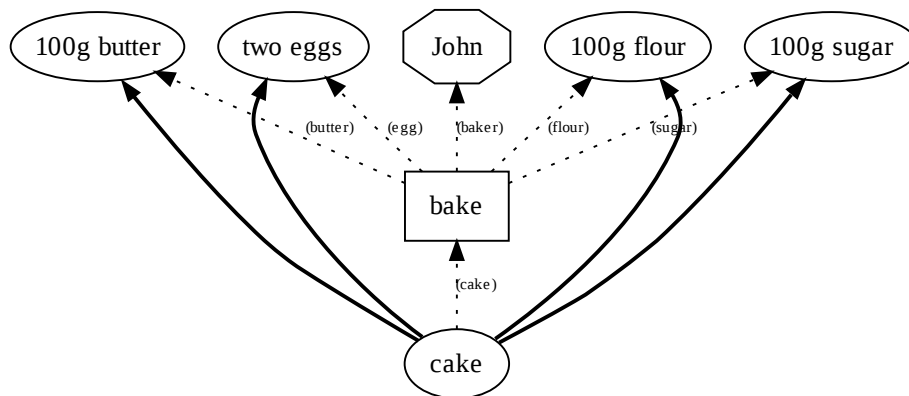 100g butter
two eggs
John
100g flour
100g sugar
(butter)
(egg)
(baker)
(flour)
(sugar)
bake
(cake)
cake